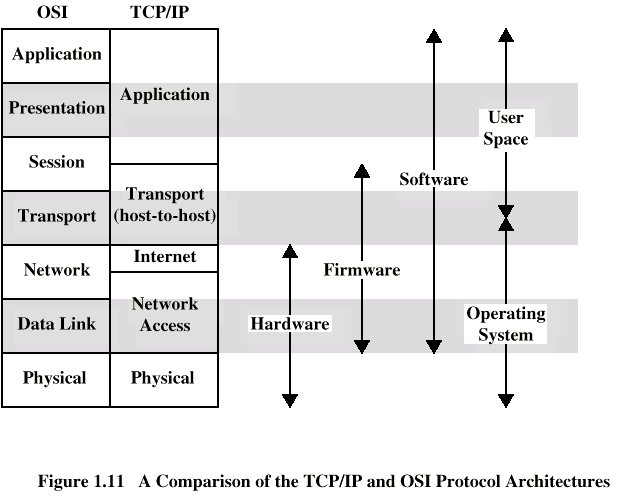 OSI TCP/IP
Application
Presentation
Session
Transport
Network
Data Link
Physical
Application
Transport
(host-to-host)
Internet
Network
Access
Physical
Hardware
Firmware
Software
User
Space
Operating
System
Figure 1.11 A Comparison of the TCP/IP and OSI Protocol Architectures